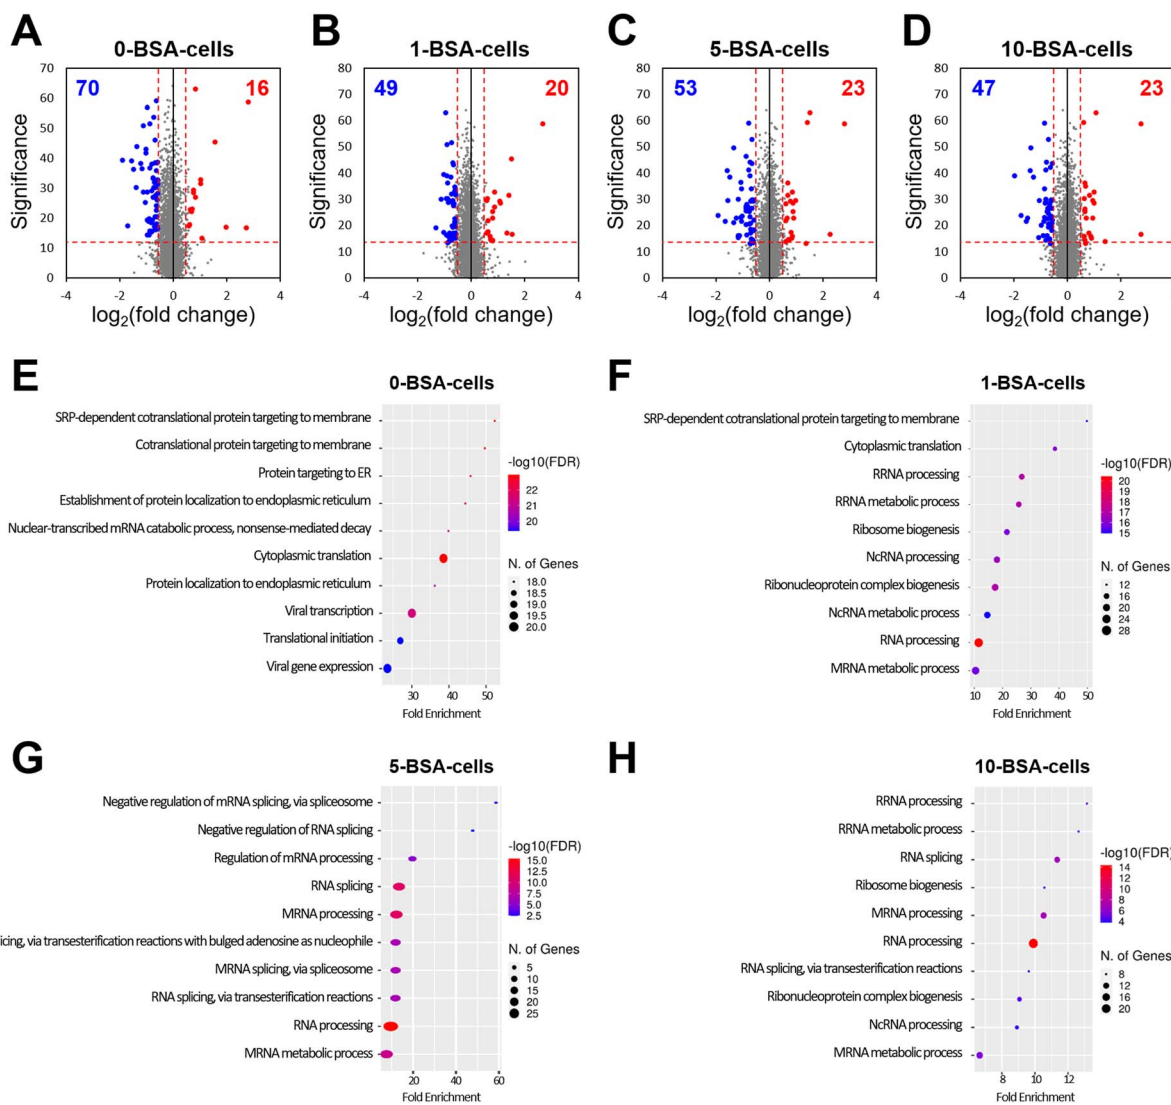 A
0-BSA-cells
70
16
Significance
70
60
50
40
30
20
10
0
-4 -2 0 2 4
log2(fold change)
B
1-BSA-cells
49
20
Significance
80
70
60
50
40
30
20
10
0
-4 -2 0 2 4
log2(fold change)
C
5-BSA-cells
53
23
Significance
80
70
60
50
40
30
20
10
0
-4 -2 0 2 4
log2(fold change)
D
10-BSA-cells
47
23
Significance
80
70
60
50
40
30
20
10
0
-4 -2 0 2 4
log2(fold change)
E
0-BSA-cells
SRP-dependent cotranslational protein targeting to membrane
Cotranslational protein targeting to membrane
Protein targeting to ER
Establishment of protein localization to endoplasmic reticulum
Nuclear-transcribed mRNA catabolic process, nonsense-mediated decay
Cytoplasmic translation
Protein localization to endoplasmic reticulum
Viral transcription
Translational initiation
Viral gene expression
30 40 50
Fold Enrichment
-log10(FDR)
22
21
20
N. of Genes
18.0
18.5
19.0
19.5
20.0
F
1-BSA-cells
SRP-dependent cotranslational protein targeting to membrane
Cytoplasmic translation
RRNA processing
RRNA metabolic process
Ribosome biogenesis
NcRNA processing
Ribonucleoprotein complex biogenesis
NcRNA metabolic process
RNA processing
MRNA metabolic process
10 20 30 40 50
Fold Enrichment
-log10(FDR)
20
19
18
17
16
15
N. of Genes
12
16
20
24
28
G
5-BSA-cells
Negative regulation of mRNA splicing, via spliceosome
Negative regulation of RNA splicing
Regulation of mRNA processing
RNA splicing
MRNA processing
icing, via transesterification reactions with bulged adenosine as nucleophile
MRNA splicing, via spliceosome
RNA splicing, via transesterification reactions
RNA processing
MRNA metabolic process
20 40 60
Fold Enrichment
-log10(FDR)
15.0
12.5
10.0
7.5
5.0
2.5
N. of Genes
5
10
15
20
25
H
10-BSA-cells
RRNA processing
RRNA metabolic process
RNA splicing
Ribosome biogenesis
MRNA processing
RNA processing
RNA splicing, via transesterification reactions
Ribonucleoprotein complex biogenesis
NcRNA processing
MRNA metabolic process
8 10 12
Fold Enrichment
-log10(FDR)
14
12
10
8
6
4
N. of Genes
8
12
16
20